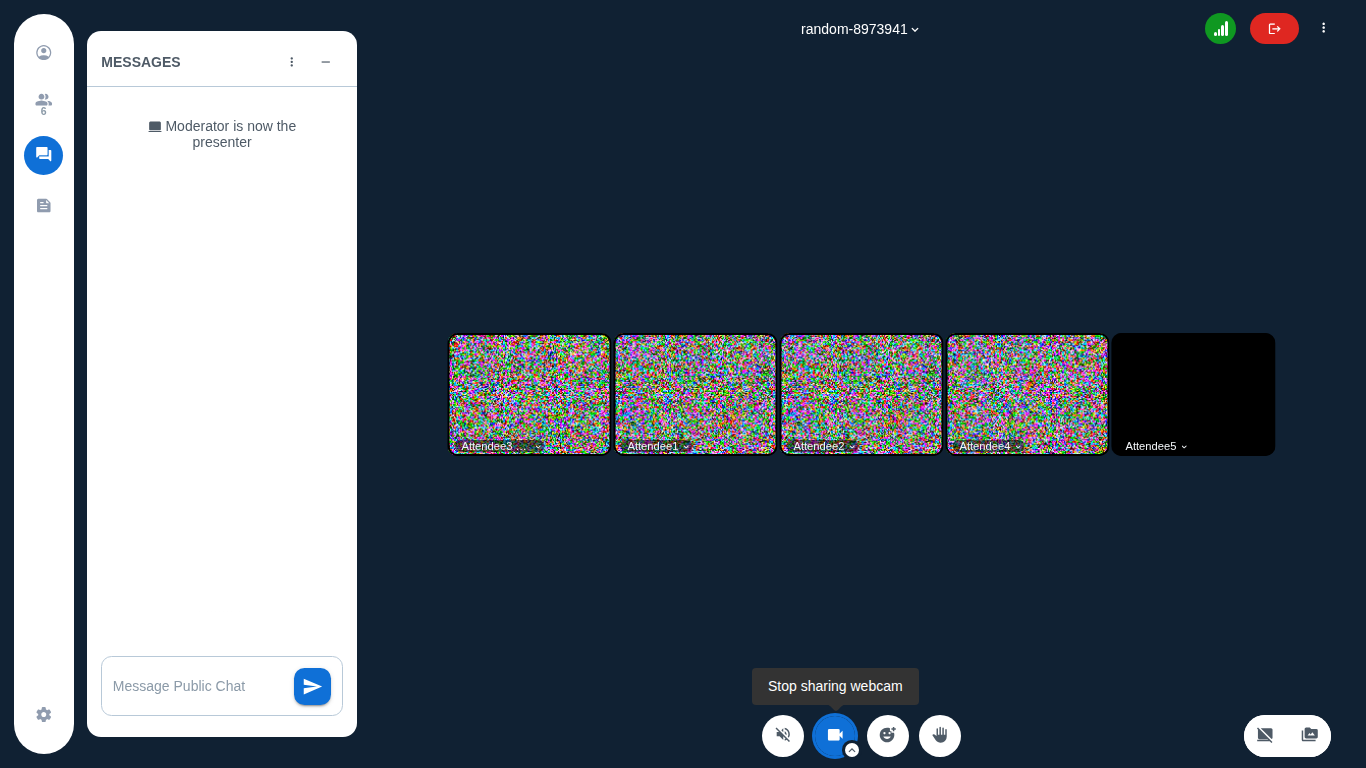 random-8973941
MESSAGES
6
Moderator is now the
presenter
Attendee3 ...
Attendee1
Attendee2
Attendee4
Attendee5
Message Public Chat
Stop sharing webcam